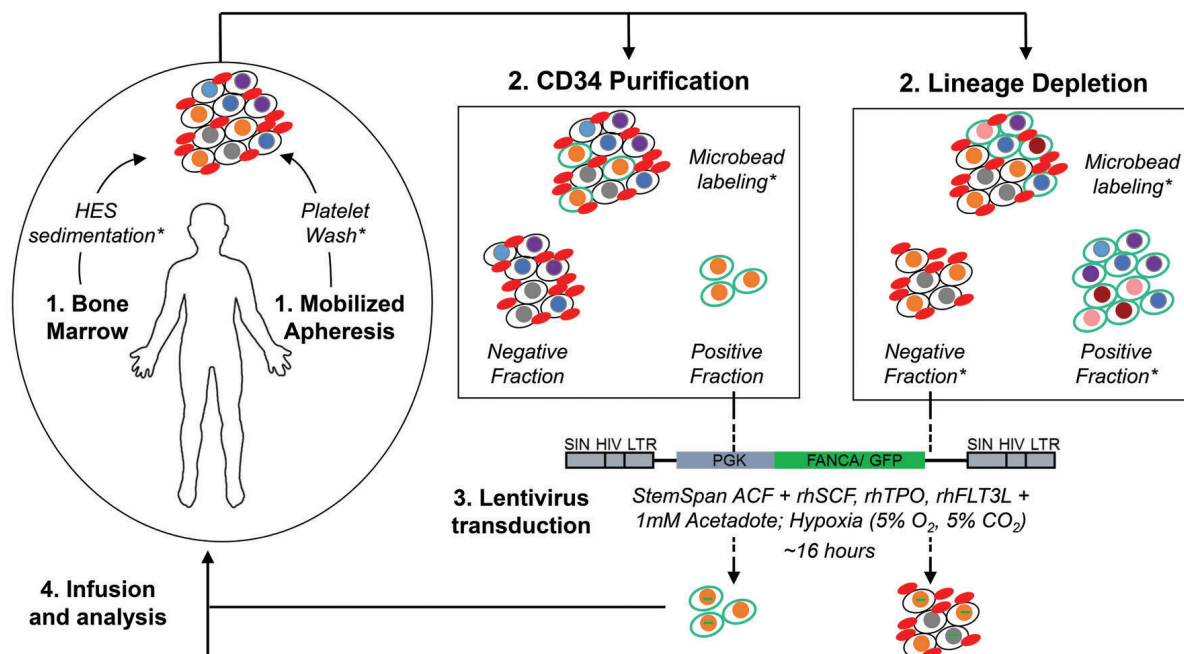 2. CD34 Purification
2. Lineage Depletion
Microbead
labeling*
Microbead
labeling*
HES
sedimentation*
Platelet
Wash*
1. Bone
Marrow
1. Mobilized
Apheresis
Negative
Fraction
Positive
Fraction
Negative
Fraction*
Positive
Fraction*
SIN HIV LTR
PGK
FANCA/ GFP
SIN HIV LTR
3. Lentivirus
transduction
StemSpan ACF + rhSCF, rhTPO, rhFLT3L +
1mM Acetadote; Hypoxia (5% O₂, 5% CO₂)
~16 hours
4. Infusion
and analysis